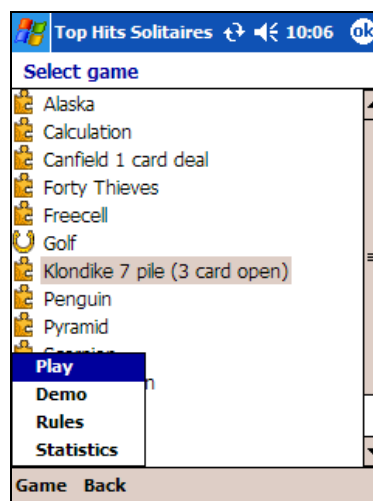 Top Hits Solitaires 10:06 ok
Select game
Alaska
Calculation
Canfield 1 card deal
Forty Thieves
Freecell
Golf
Klondike 7 pile (3 card open)
Penguin
Pyramid
Play
Demo
Rules
Statistics
Game Back